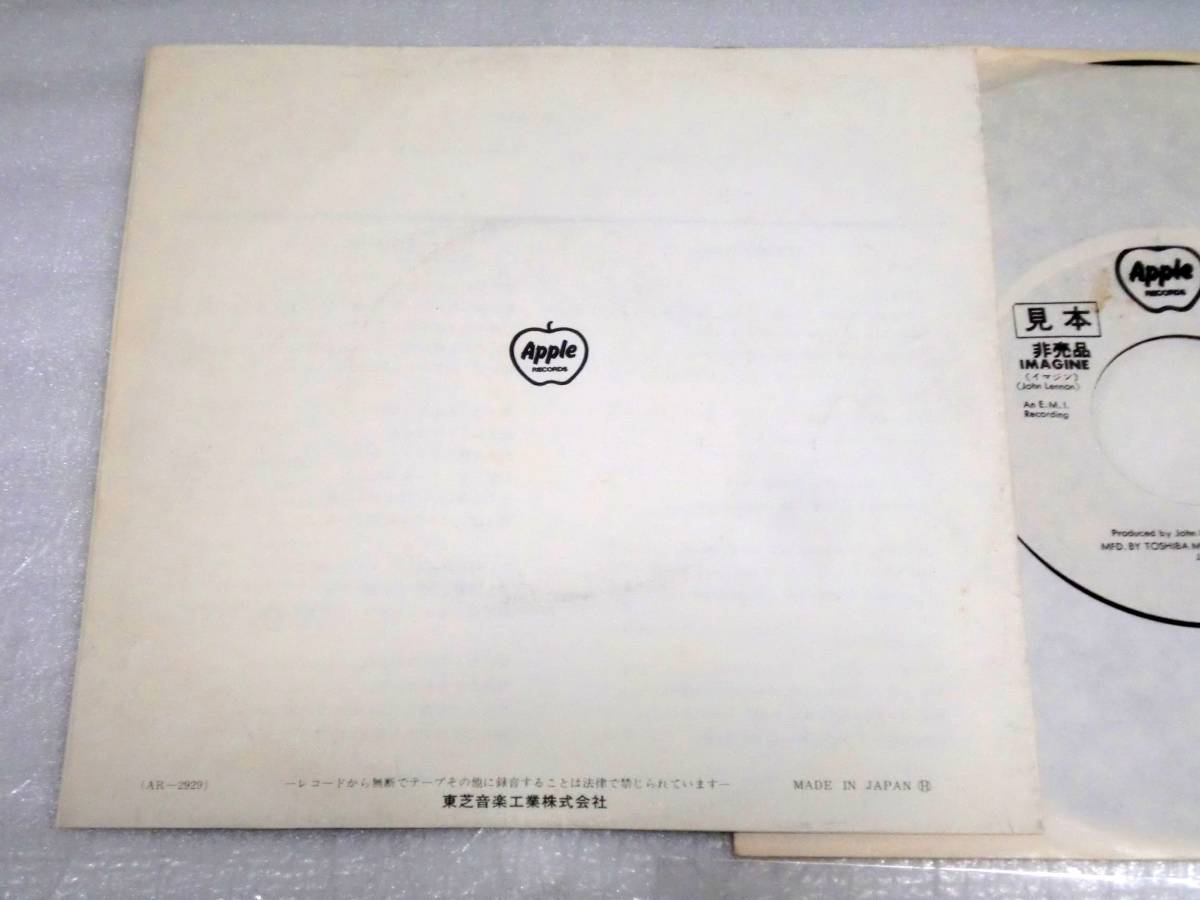 Apple
RECORDS
(AR-2929)
—レコードから無断でテープその他に録音することは法律で禁じられています—
MADE IN JAPAN Ⓗ
東芝音楽工業株式会社
Apple
RECORDS
見本
非売品
IMAGINE
(イマジン)
(John Lennon)
An E.M.I.
Recording
Produced by John
MFD. BY TOSHIBA M